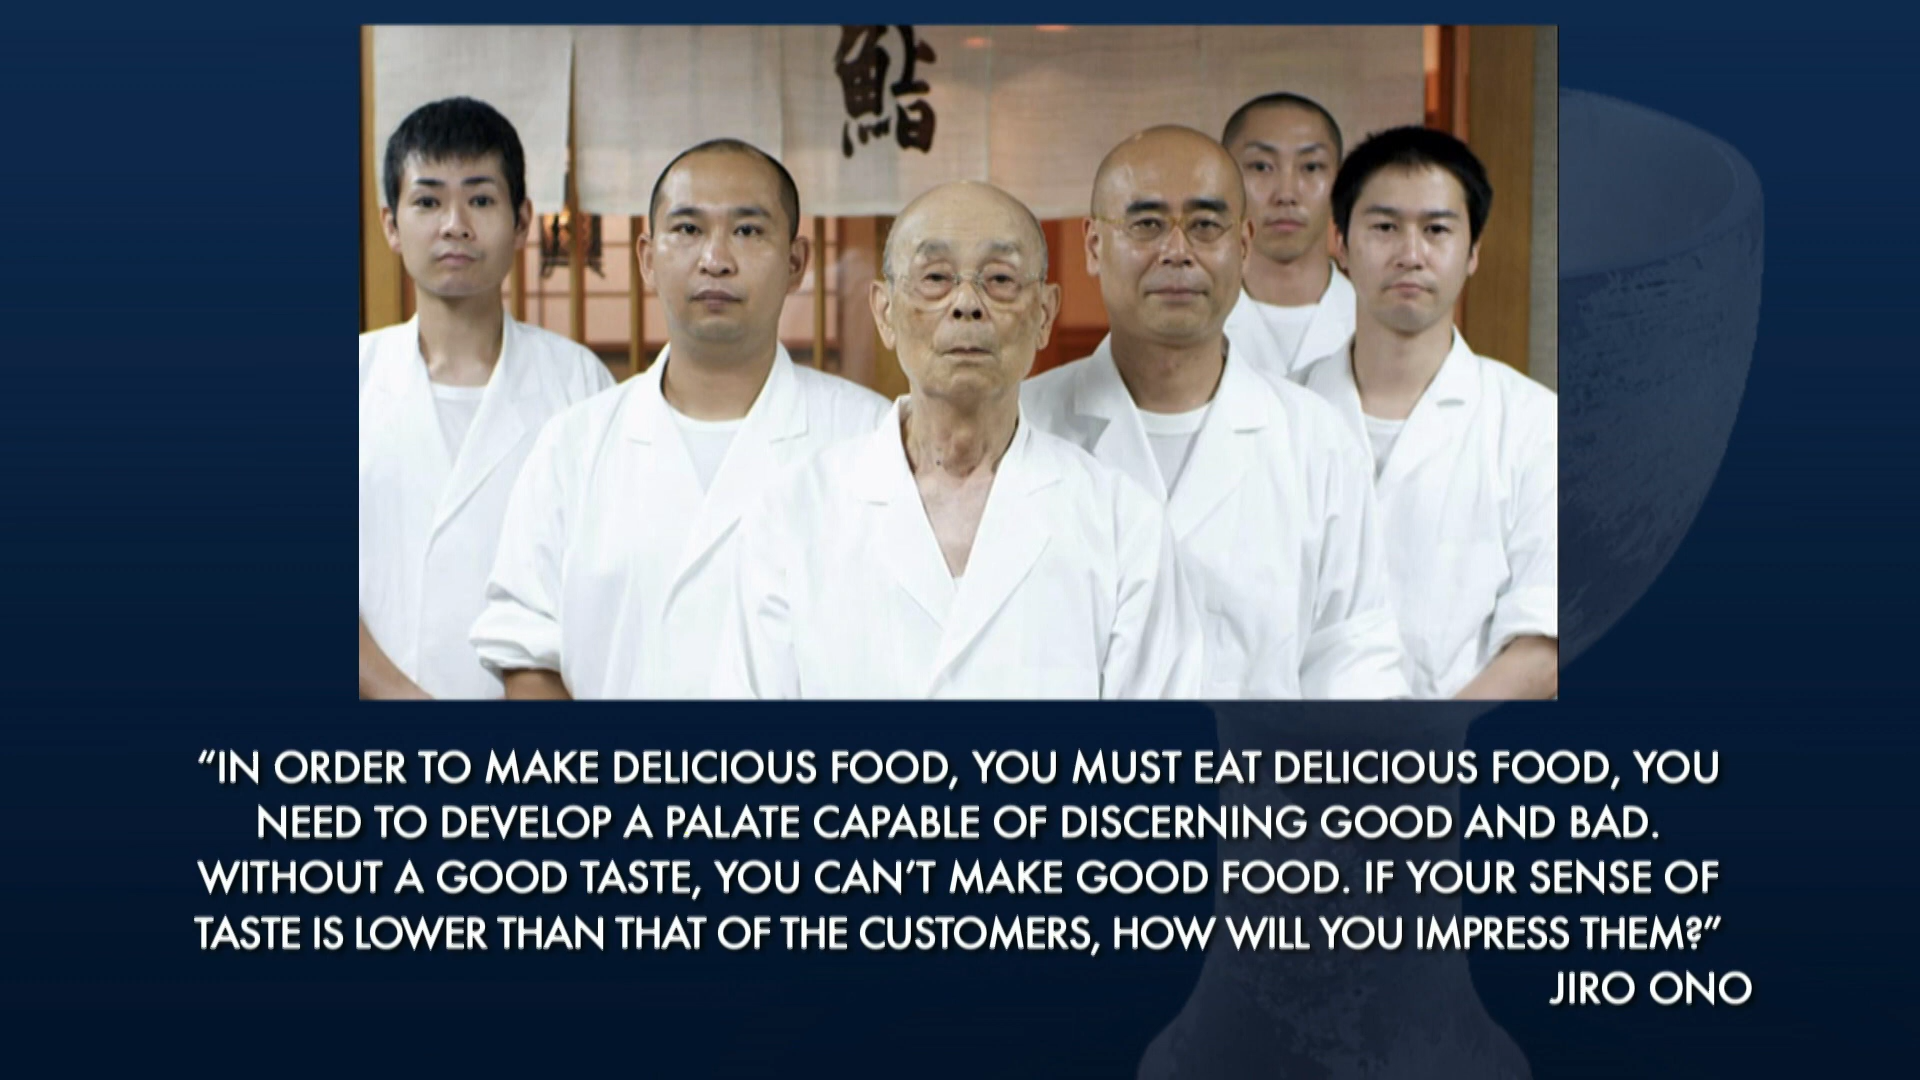 鮨
“IN ORDER TO MAKE DELICIOUS FOOD, YOU MUST EAT DELICIOUS FOOD, YOU
NEED TO DEVELOP A PALATE CAPABLE OF DISCERNING GOOD AND BAD.
WITHOUT A GOOD TASTE, YOU CAN’T MAKE GOOD FOOD. IF YOUR SENSE OF
TASTE IS LOWER THAN THAT OF THE CUSTOMERS, HOW WILL YOU IMPRESS THEM?”
JIRO ONO